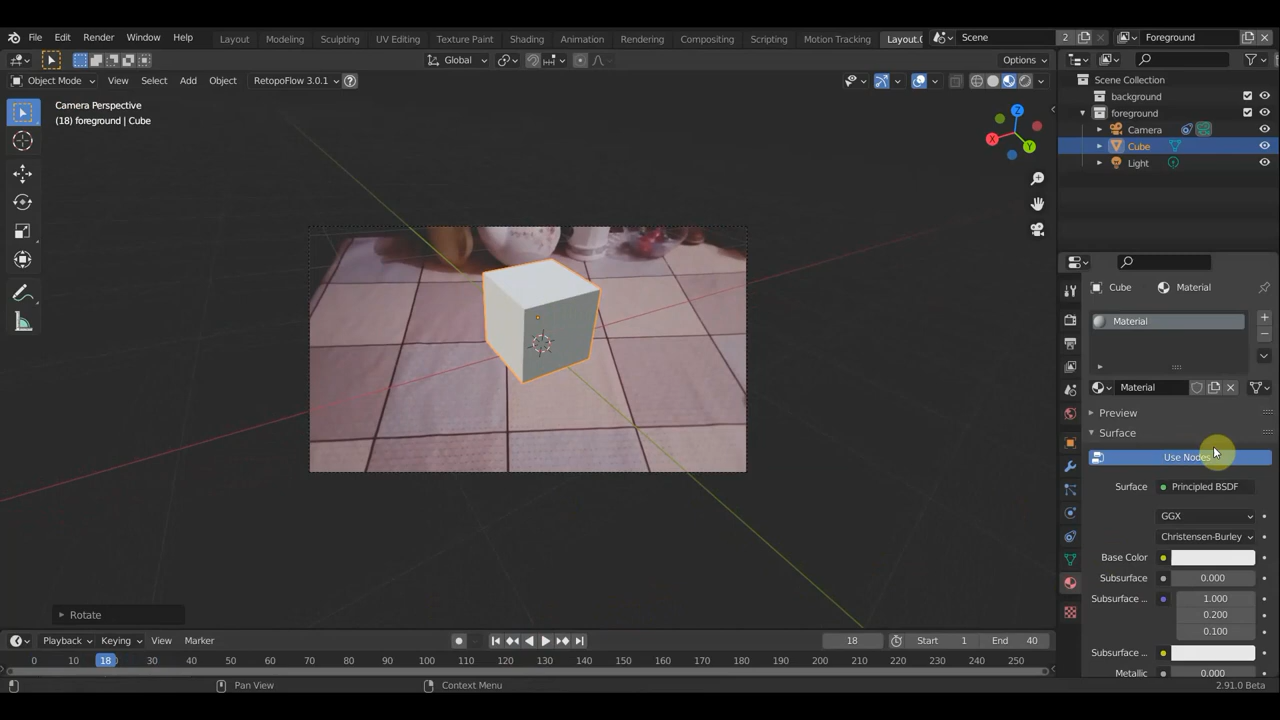 File Edit Render Window Help
Layout Modeling Sculpting UV Editing Texture Paint Shading Animation Rendering Compositing Scripting Motion Tracking Layout.0
Scene 2 Foreground
Global Options
Object Mode View Select Add Object RetopoFlow 3.0.1
Camera Perspective
(18) foreground | Cube
X Y Z
Scene Collection
background
foreground
Camera
Cube
Light
Cube Material
Material
Material
Preview
Surface
Use Nodes
Surface Principled BSDF
GGX
Christensen-Burley
Base Color
Subsurface 0.000
Subsurface ... 1.000
0.200
0.100
Subsurface ...
Metallic 0.000
Rotate
Playback Keying View Marker 18 Start 1 End 40
0 10 18 30 40 50 60 70 80 90 100 110 120 130 140 150 160 170 180 190 200 210 220 230 240 250
Pan View Context Menu 2.91.0 Beta